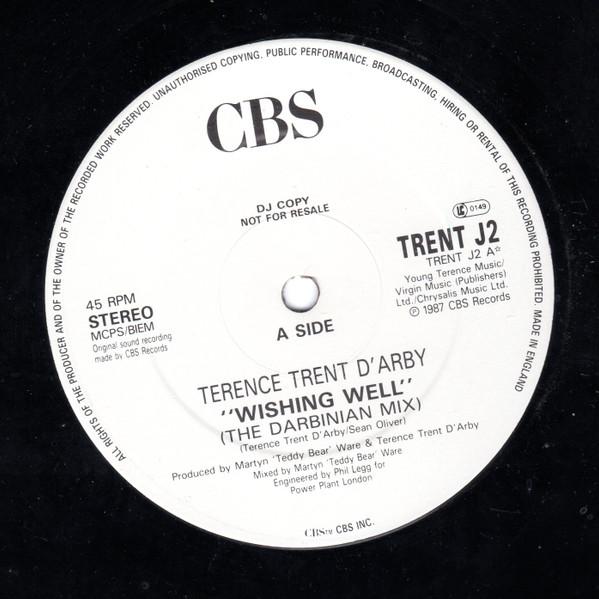 ALL RIGHTS OF THE PRODUCER AND OF THE OWNER OF THE RECORDED WORK RESERVED. UNAUTHORISED COPYING, PUBLIC PERFORMANCE, BROADCASTING, HIRING OR RENTAL OF THIS RECORDING PROHIBITED. MADE IN ENGLAND
CBS
DJ COPY
NOT FOR RESALE
LC 0149
TRENT J2
TRENT J2 A☆
Young Terence Music/
Virgin Music (Publishers)
Ltd./Chrysalis Music Ltd.
℗ 1987 CBS Records
45 RPM
STEREO
MCPS/BIEM
Original sound recording
made by CBS Records
A SIDE
TERENCE TRENT D'ARBY
"WISHING WELL"
(THE DARBINIAN MIX)
(Terence Trent D'Arby/Sean Oliver)
Produced by Martyn 'Teddy Bear' Ware & Terence Trent D'Arby
Mixed by Martyn 'Teddy Bear' Ware
Engineered by Phil Legg for
Power Plant London
CBS™ CBS INC.